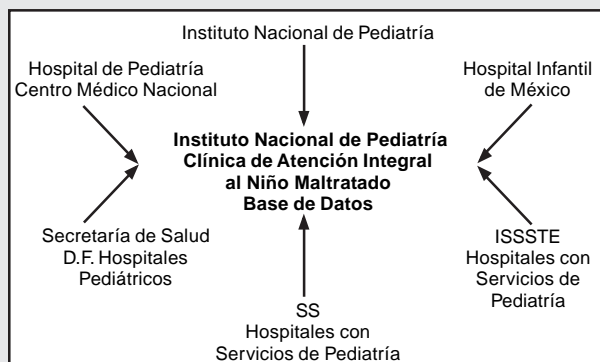 Instituto Nacional de Pediatría
Hospital de Pediatría
Centro Médico Nacional
Hospital Infantil
de México
Instituto Nacional de Pediatría
Clínica de Atención Integral
al Niño Maltratado
Base de Datos
Secretaría de Salud
D.F. Hospitales
Pediátricos
ISSSTE
Hospitales con
Servicios de
Pediatría
SS
Hospitales con
Servicios de Pediatría